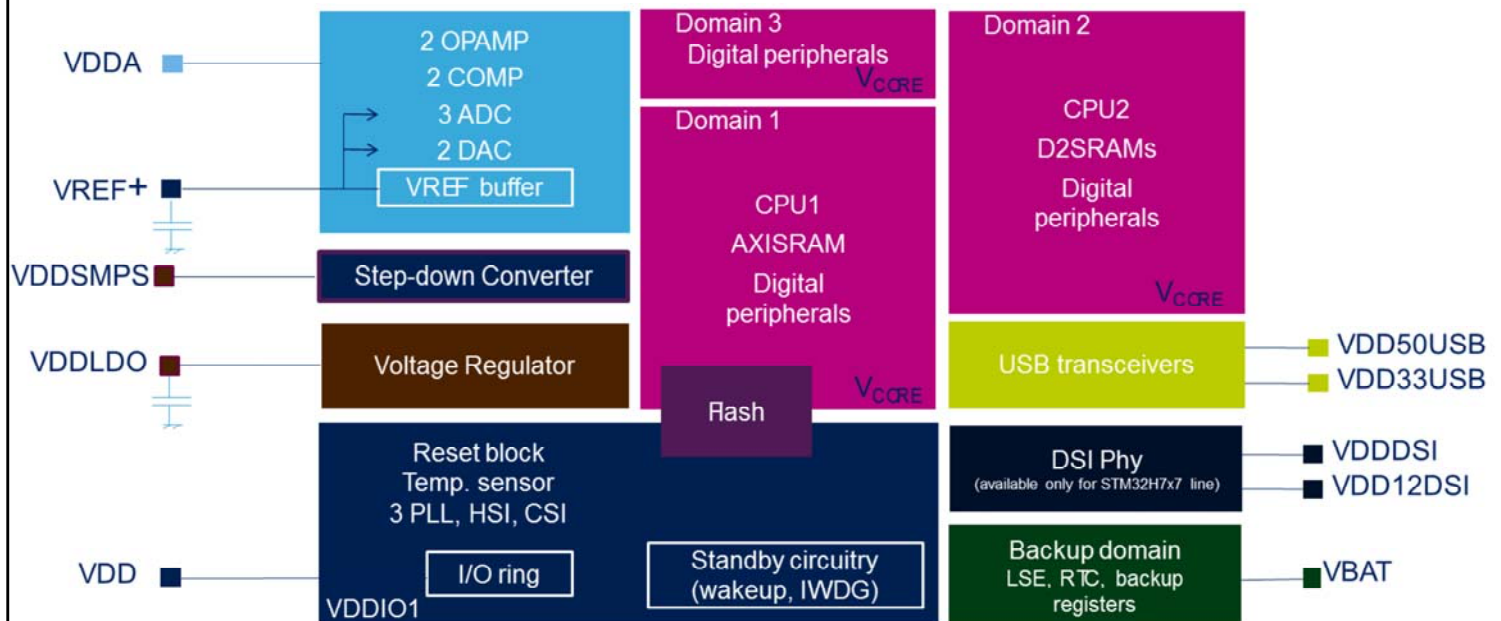 VDDA
2 OPAMP
2 COMP
3 ADC
2 DAC
VREF buffer
VREF+
VDDSMPS
Step-down Converter
VDDLDO
Voltage Regulator
Domain 3
Digital peripherals
VCORE
Domain 1
CPU1
AXISRAM
Digital
peripherals
VCORE
Flash
Domain 2
CPU2
D2SRAMs
Digital
peripherals
VCORE
USB transceivers
VDD50USB
VDD33USB
Reset block
Temp. sensor
3 PLL, HSI, CSI
I/O ring
Standby circuitry
(wakeup, IWDG)
VDD
VDDIO1
DSI Phy
(available only for STM32H7x7 line)
VDDDSI
VDD12DSI
Backup domain
LSE, RTC, backup
registers
VBAT